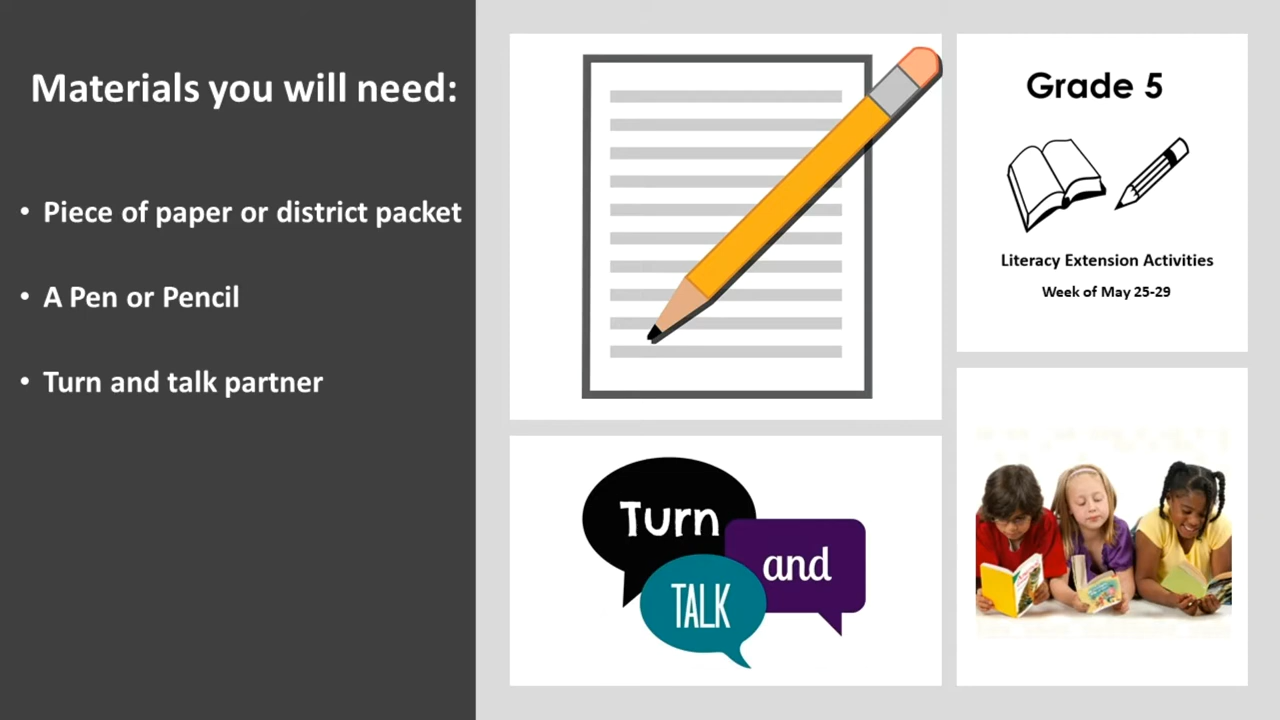 Materials you will need:
• Piece of paper or district packet
• A Pen or Pencil
• Turn and talk partner
Turn
and
TALK
Grade 5
Literacy Extension Activities
Week of May 25-29